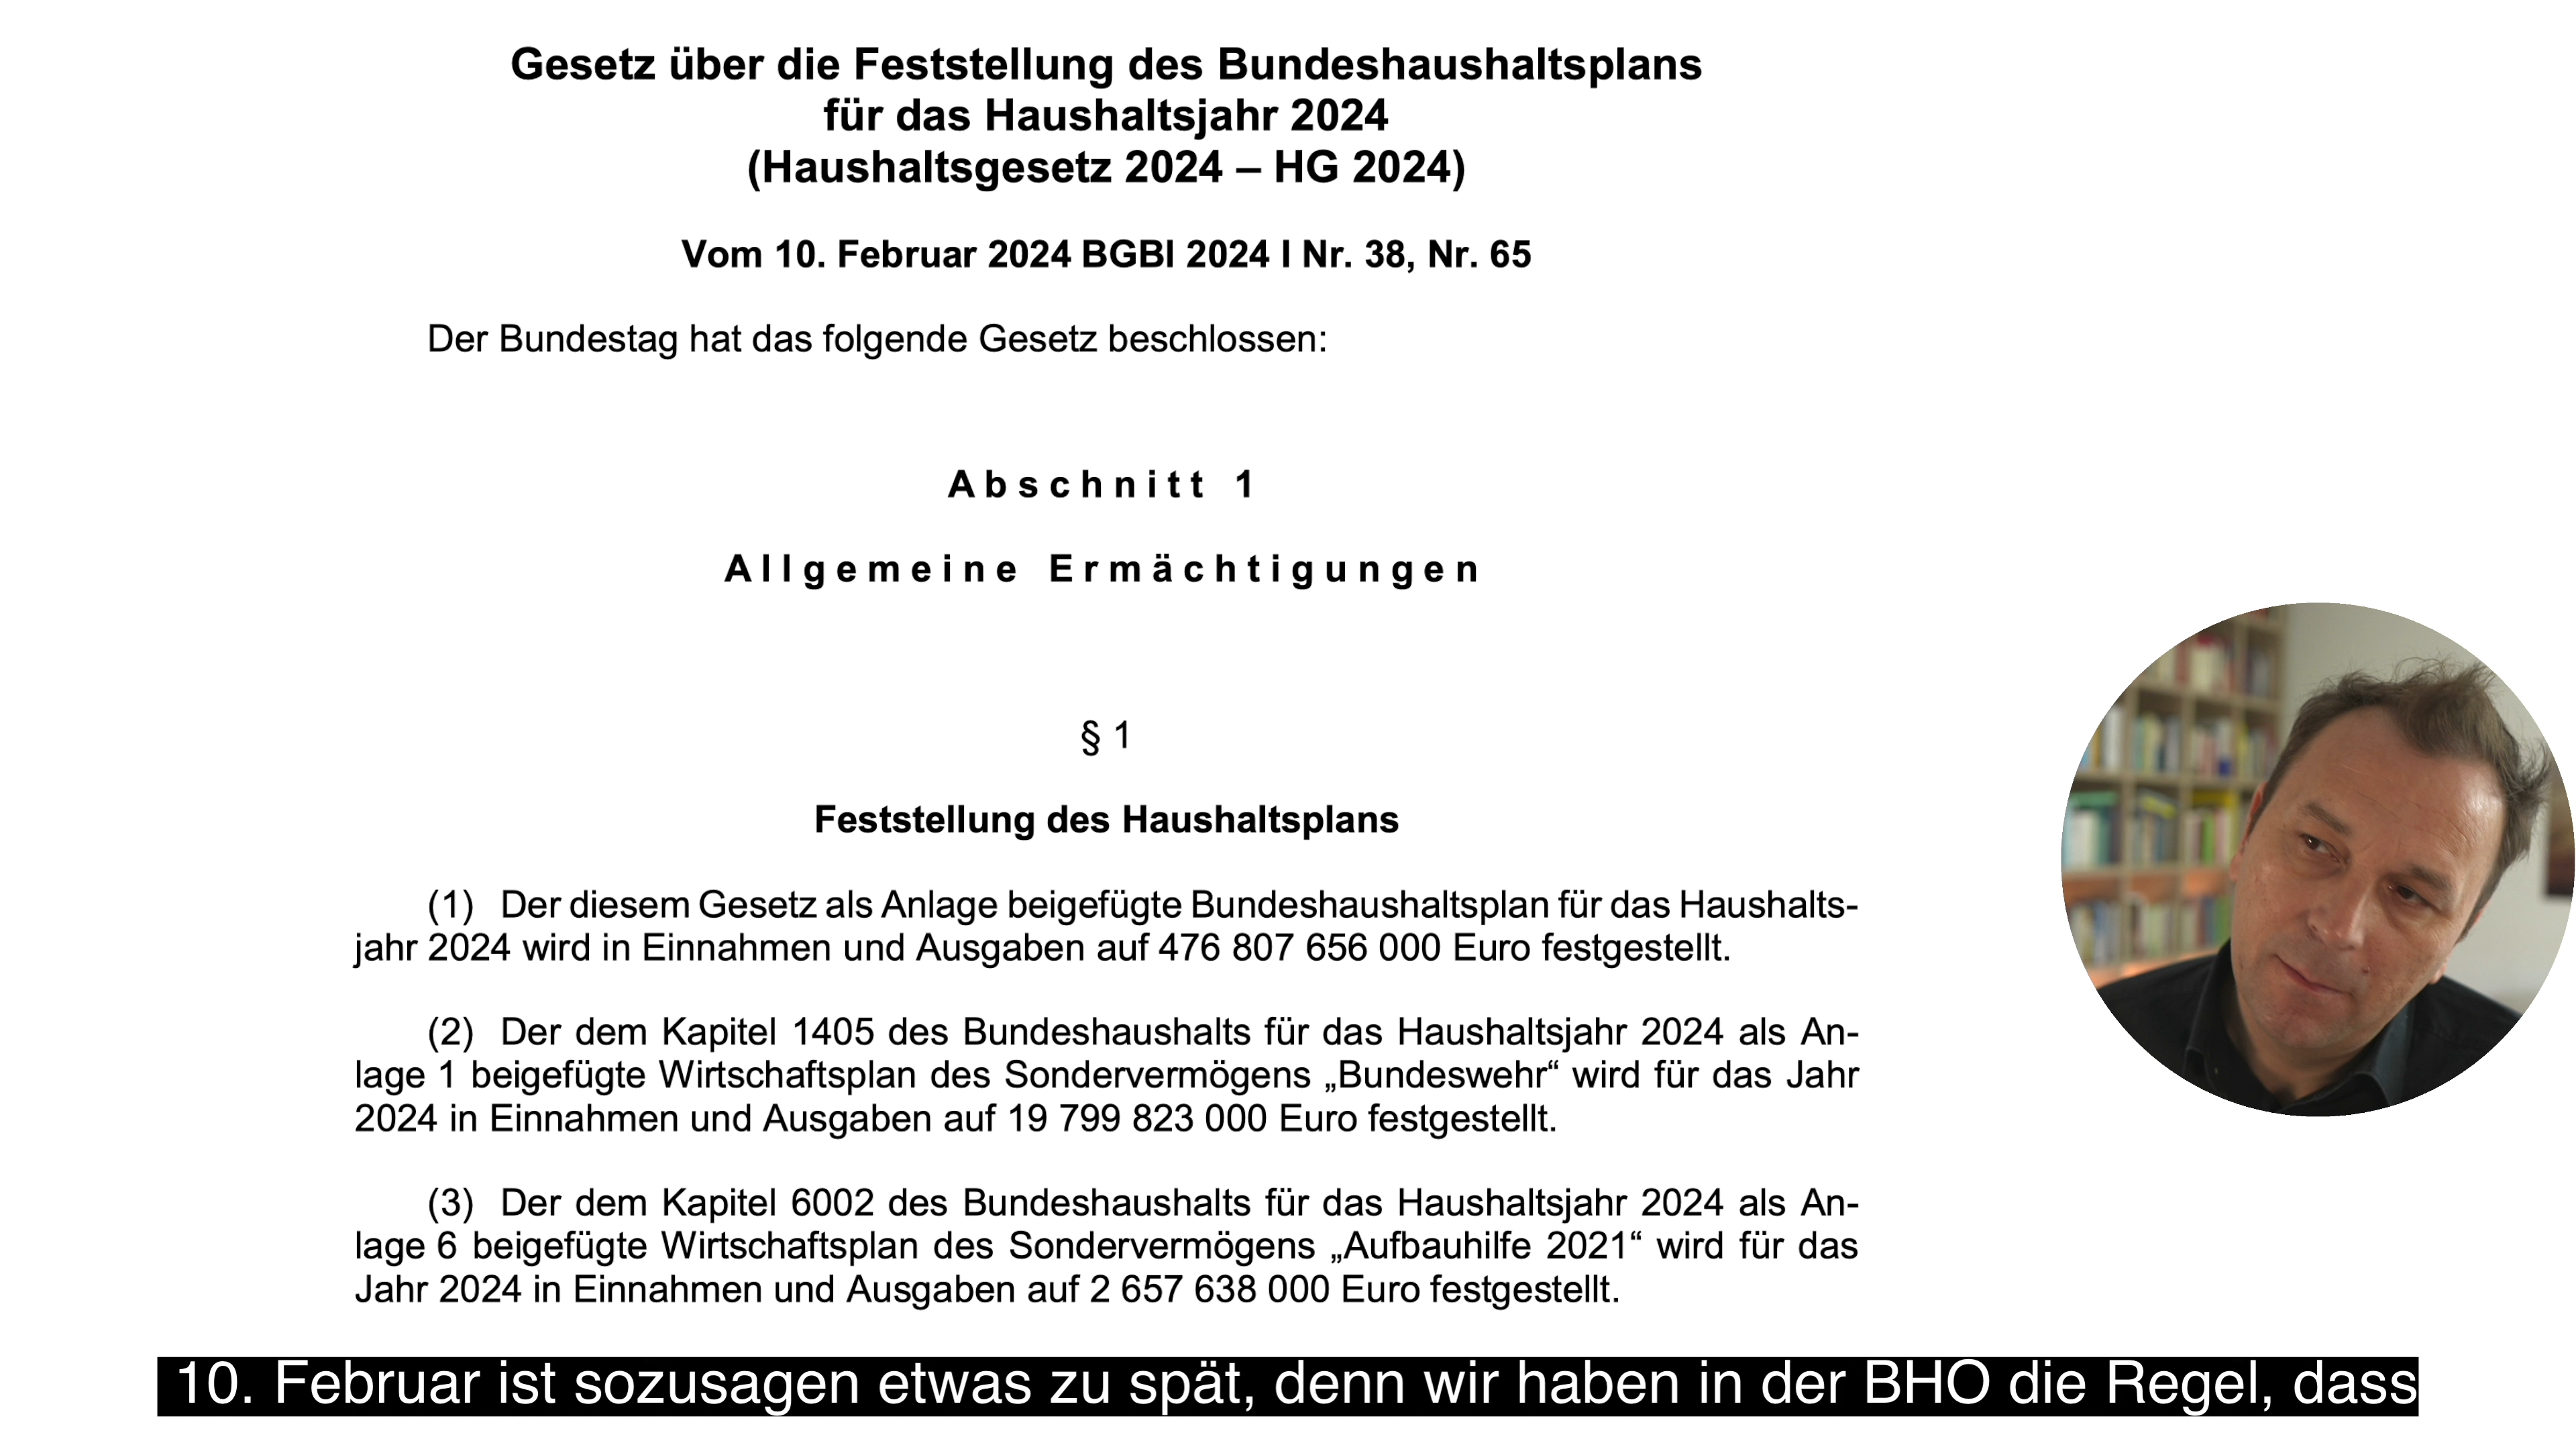 Gesetz über die Feststellung des Bundeshaushaltsplans
für das Haushaltsjahr 2024
(Haushaltsgesetz 2024 – HG 2024)
Vom 10. Februar 2024 BGBl 2024 I Nr. 38, Nr. 65
Der Bundestag hat das folgende Gesetz beschlossen:
Abschnitt 1
Allgemeine Ermächtigungen
§ 1
Feststellung des Haushaltsplans
(1) Der diesem Gesetz als Anlage beigefügte Bundeshaushaltsplan für das Haushalts-
jahr 2024 wird in Einnahmen und Ausgaben auf 476 807 656 000 Euro festgestellt.
(2) Der dem Kapitel 1405 des Bundeshaushalts für das Haushaltsjahr 2024 als An-
lage 1 beigefügte Wirtschaftsplan des Sondervermögens „Bundeswehr“ wird für das Jahr
2024 in Einnahmen und Ausgaben auf 19 799 823 000 Euro festgestellt.
(3) Der dem Kapitel 6002 des Bundeshaushalts für das Haushaltsjahr 2024 als An-
lage 6 beigefügte Wirtschaftsplan des Sondervermögens „Aufbauhilfe 2021“ wird für das
Jahr 2024 in Einnahmen und Ausgaben auf 2 657 638 000 Euro festgestellt.
10. Februar ist sozusagen etwas zu spät, denn wir haben in der BHO die Regel, dass